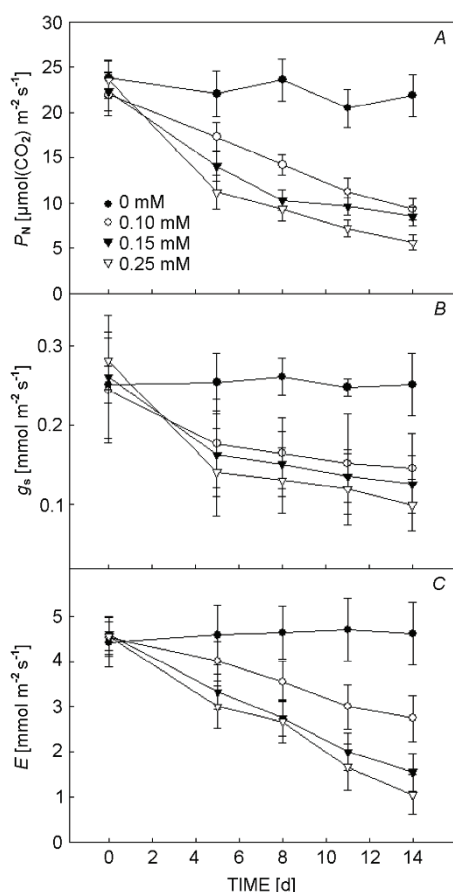 A
30
25
20
15
10
5
0
P_N [μmol(CO₂) m⁻² s⁻¹]
0 mM
0.10 mM
0.15 mM
0.25 mM
B
0.3
0.2
0.1
g_s [mmol m⁻² s⁻¹]
C
5
4
3
2
1
0
E [mmol m⁻² s⁻¹]
0 2 4 6 8 10 12 14
TIME [d]